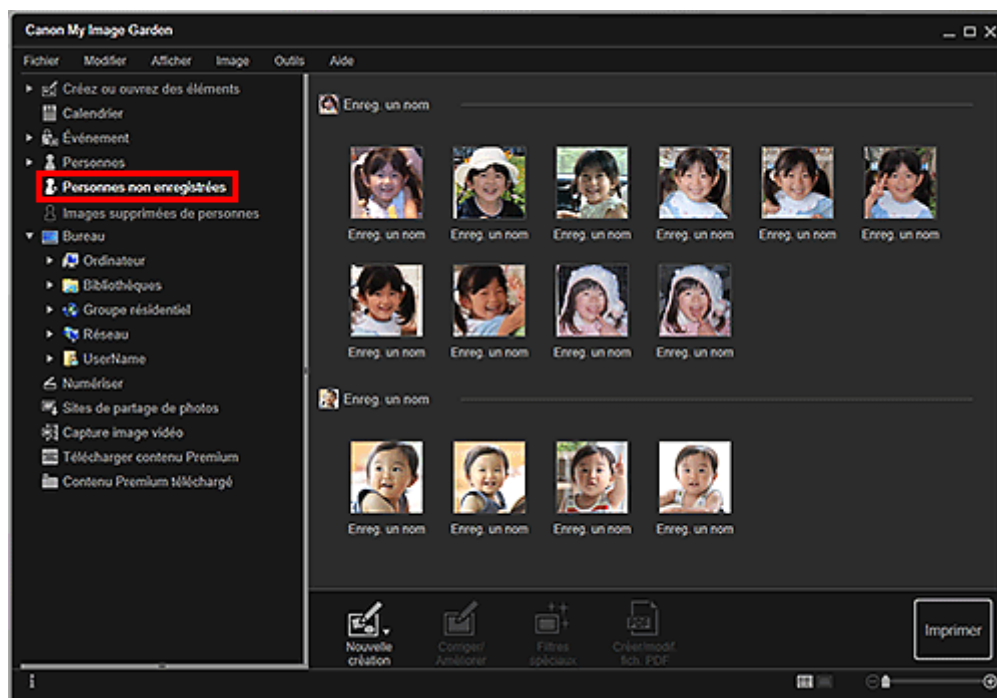 Canon My Image Garden
Fichier Modifier Afficher Image Outils Aide
Créez ou ouvrez des éléments
Calendrier
Événement
Personnes
Personnes non enregistrées
Images supprimées de personnes
Bureau
Ordinateur
Bibliothèques
Groupe résidentiel
Réseau
UserName
Numériser
Sites de partage de photos
Capture image vidéo
Télécharger contenu Premium
Contenu Premium téléchargé
Enreg. un nom
Enreg. un nom Enreg. un nom Enreg. un nom Enreg. un nom Enreg. un nom Enreg. un nom
Enreg. un nom Enreg. un nom Enreg. un nom Enreg. un nom
Enreg. un nom
Enreg. un nom Enreg. un nom Enreg. un nom Enreg. un nom
Nouvelle création
Corriger/ Améliorer
Filtres spéciaux
PDF
Créer/modif. fich. PDF
Imprimer